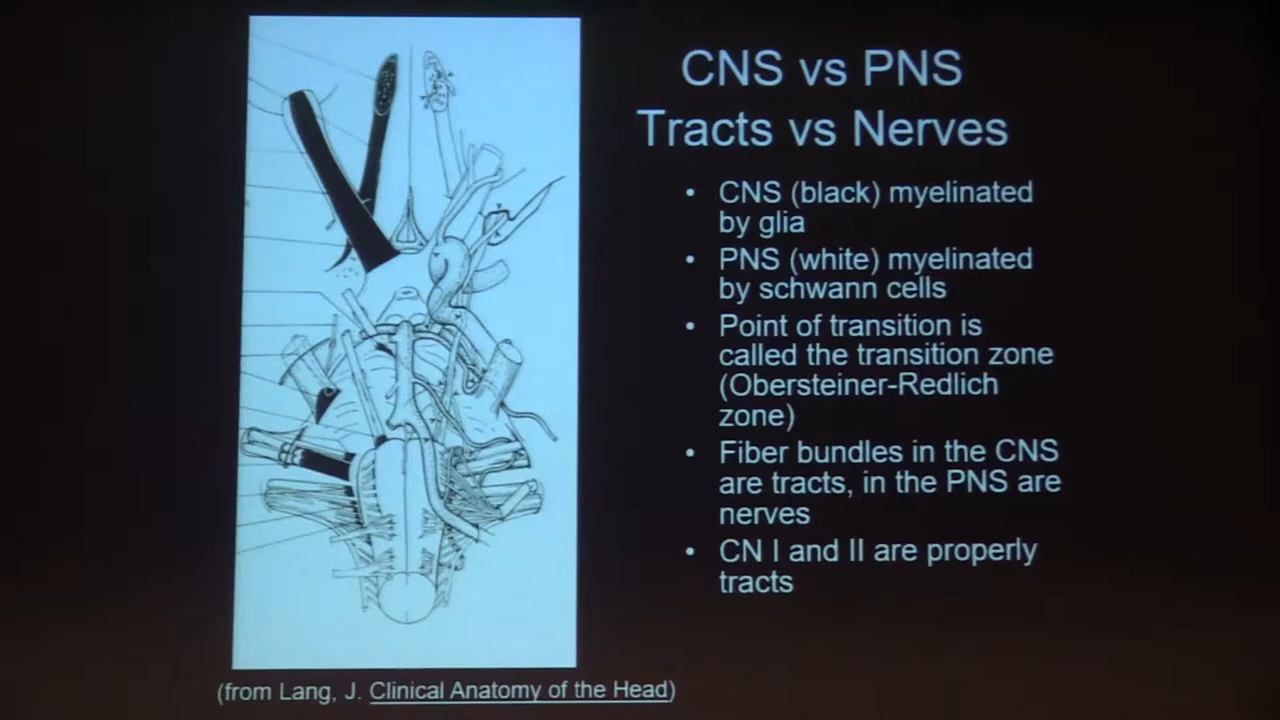 CNS vs PNS
Tracts vs Nerves
• CNS (black) myelinated
by glia
• PNS (white) myelinated
by schwann cells
• Point of transition is
called the transition zone
(Obersteiner-Redlich
zone)
• Fiber bundles in the CNS
are tracts, in the PNS are
nerves
• CN I and II are properly
tracts
(from Lang, J. Clinical Anatomy of the Head)